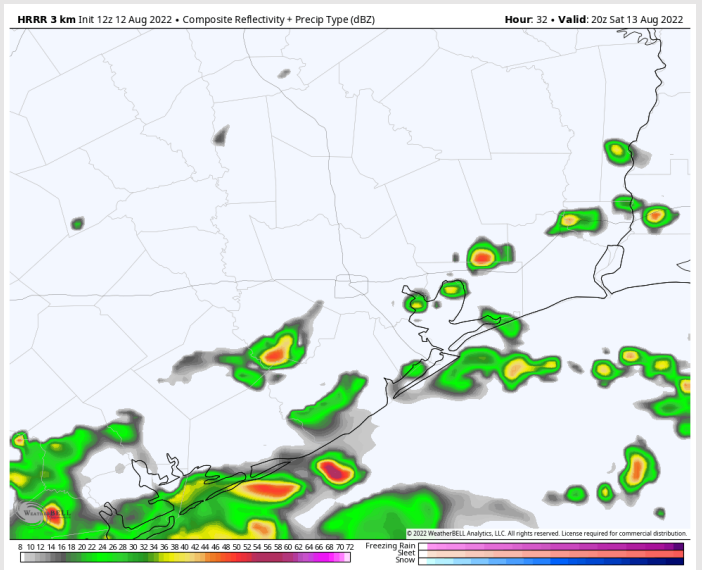 HRRR 3 km Init 12z 12 Aug 2022 • Composite Reflectivity + Precip Type (dBZ)
Hour: 32 • Valid: 20z Sat 13 Aug 2022
WeatherBELL
© 2022 WeatherBELL Analytics, LLC. All rights reserved. License required for commercial distribution.
8 10 12 14 16 18 20 22 24 26 28 30 32 34 36 38 40 42 44 46 48 50 52 54 56 58 60 62 64 66 68 70 72
Freezing Rain
Sleet
Snow